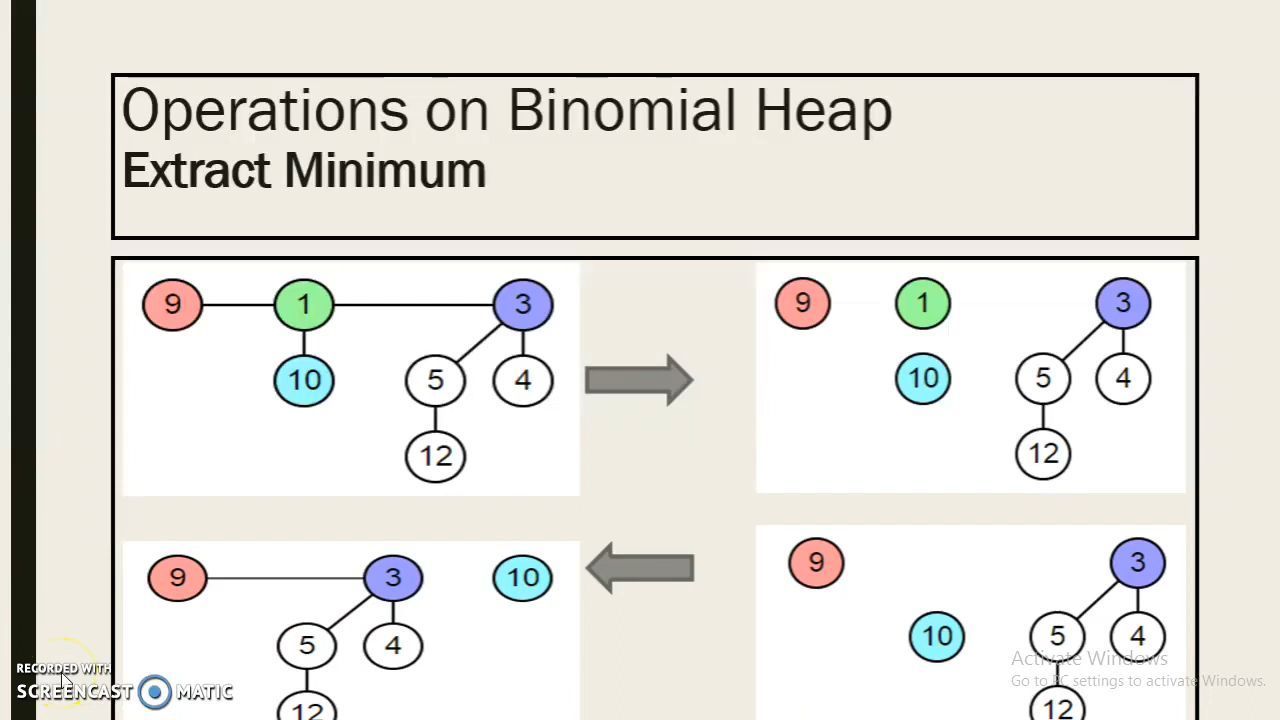 Operations on Binomial Heap
Extract Minimum
9 1 3
10 5 4
12
9 1 3
10 5 4
12
9 3 10
5 4
12
9 3
10 5 4
12
Activate Windows
Go to PC settings to activate Windows.
RECORDED WITH
SCREENCAST MATIC